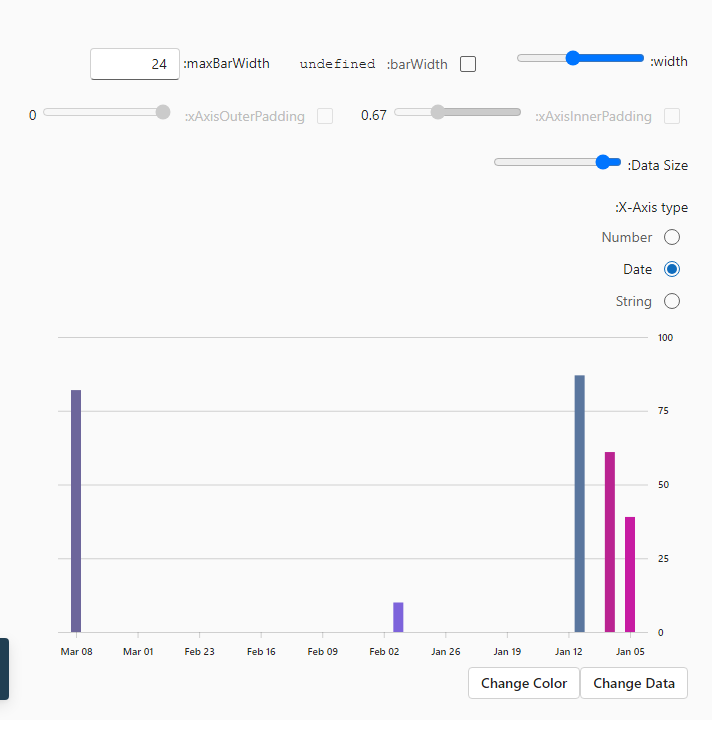 width:
barWidth: undefined
maxBarWidth: 24
xAxisInnerPadding: 0.67
xAxisOuterPadding: 0
Data Size:
X-Axis type:
Number
Date
String
100
75
50
25
0
Mar 08 Mar 01 Feb 23 Feb 16 Feb 09 Feb 02 Jan 26 Jan 19 Jan 12 Jan 05
Change Color Change Data